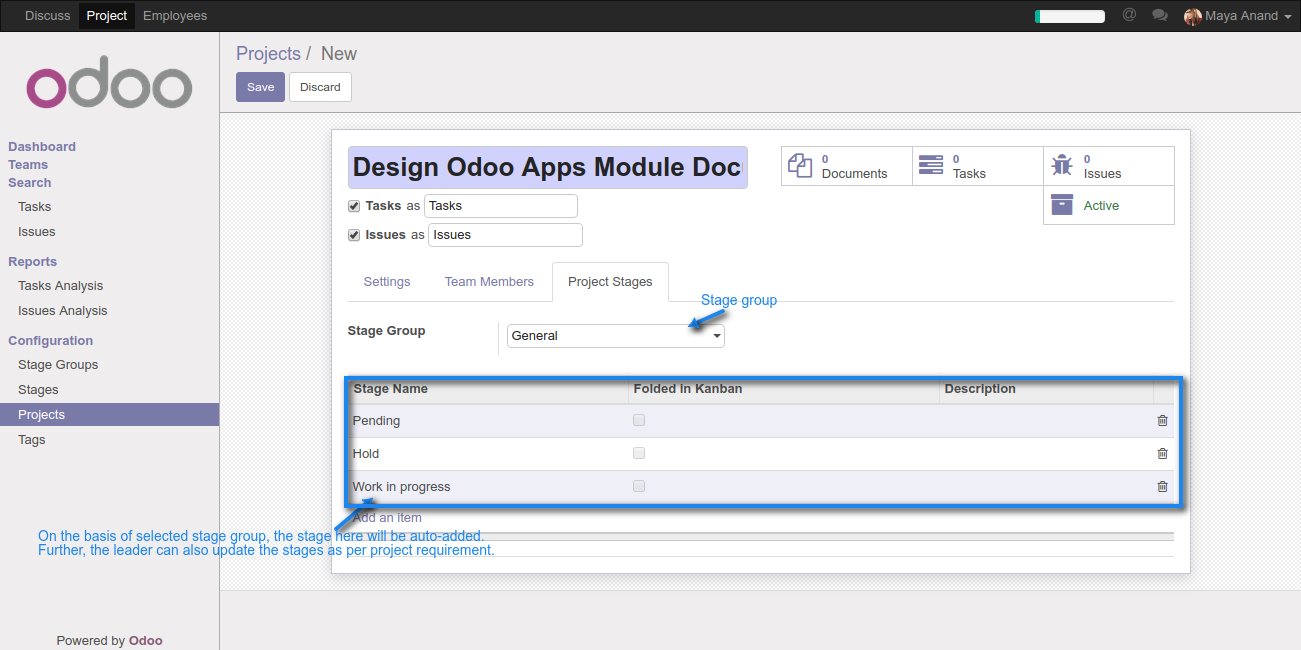 Discuss Project Employees @ Maya Anand
odoo
Projects / New
Save Discard
Dashboard
Teams
Search
Tasks
Issues
Reports
Tasks Analysis
Issues Analysis
Configuration
Stage Groups
Stages
Projects
Tags
Powered by Odoo
Design Odoo Apps Module Doc
0 Documents
0 Tasks
0 Issues
Active
Tasks as Tasks
Issues as Issues
Settings Team Members Project Stages
Stage group
Stage Group General
Stage Name Folded in Kanban Description
Pending
Hold
Work in progress
Add an item
On the basis of selected stage group, the stage here will be auto-added.
Further, the leader can also update the stages as per project requirement.